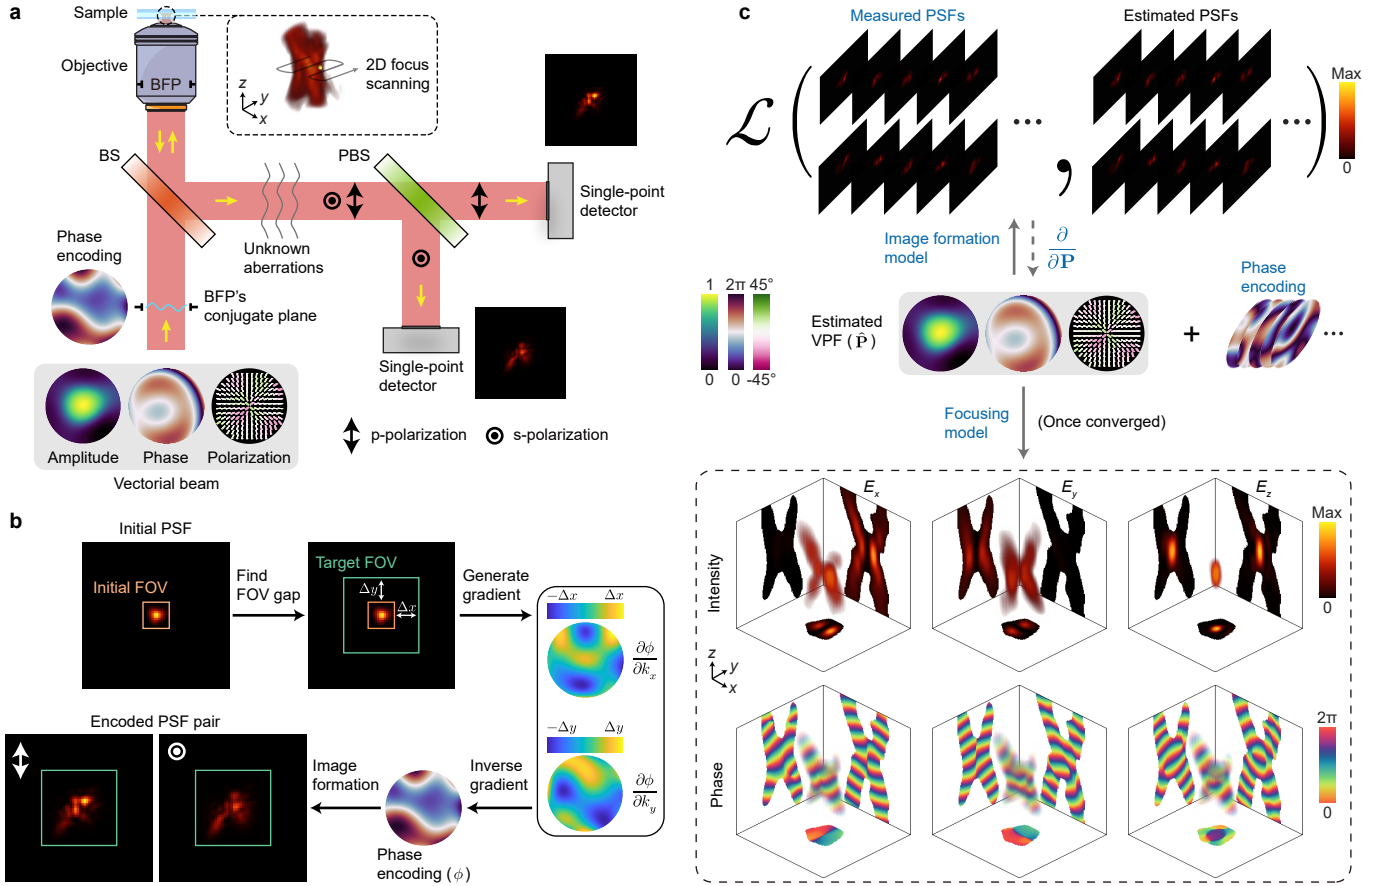 a
Sample
Objective
BFP
z
y
x
2D focus
scanning
BS
PBS
Single-point
detector
Unknown
aberrations
Phase
encoding
BFP's
conjugate plane
Single-point
detector
Amplitude
Phase
Polarization
Vectorial beam
p-polarization
s-polarization
b
Initial PSF
Initial FOV
Find
FOV gap
Target FOV
Δy
Δx
Generate
gradient
−Δx Δx
∂ϕ
∂k_x
−Δy Δy
∂ϕ
∂k_y
Inverse
gradient
Phase
encoding (ϕ)
Image
formation
Encoded PSF pair
c
Measured PSFs
Estimated PSFs
ℒ ( ... , ... )
Max
0
Image formation
model
∂
∂P
1 2π 45°
0 0 -45°
Estimated
VPF (P̂)
+
Phase
encoding
...
Focusing
model
(Once converged)
Intensity
E_x
E_y
E_z
Max
0
z
y
x
Phase
2π
0